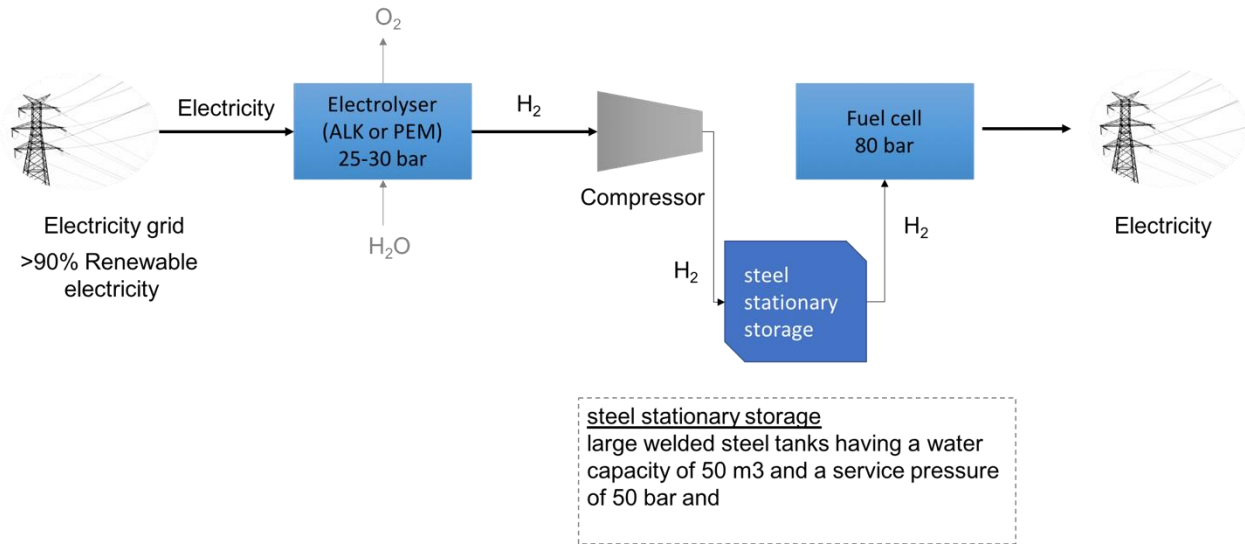 O₂
Electricity
Electrolyser
(ALK or PEM)
25-30 bar
H₂
Fuel cell
80 bar
Compressor
Electricity grid
>90% Renewable
electricity
H₂O
H₂
steel
stationary
storage
H₂
Electricity
steel stationary storage
large welded steel tanks having a water
capacity of 50 m3 and a service pressure
of 50 bar and